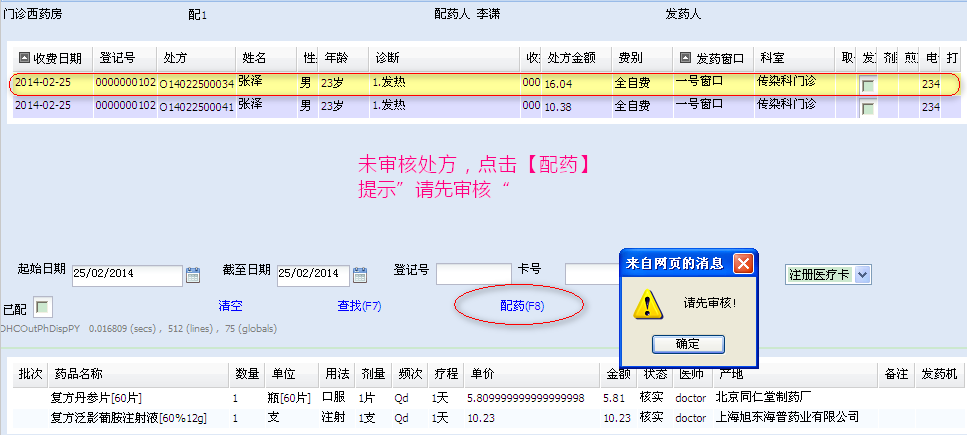 门诊西药房 配1 配药人 李潇 发药人
收费日期 登记号 处方 姓名 性 年龄 诊断 收 处方金额 费别 发药窗口 科室 取 发 剂 煎 电 打
2014-02-25 0000000102 O14022500034 张泽 男 23岁 1.发热 000 16.04 全自费 一号窗口 传染科门诊 234
2014-02-25 0000000102 O14022500041 张泽 男 23岁 1.发热 000 10.38 全自费 一号窗口 传染科门诊 234
未审核处方，点击【配药】
提示”请先审核“
来自网页的消息
起始日期 25/02/2014 截至日期 25/02/2014 登记号 卡号 注册医疗卡
请先审核!
已配 清空 查找(F7) 配药(F8)
确定
DHCOutPhDispPY 0.016809 (secs) , 512 (lines) , 75 (globals)
批次 药品名称 数量 单位 用法 剂量 频次 疗程 单价 金额 状态 医师 产地 备注 发药机
复方丹参片[60片] 1 瓶[60片] 口服 1片 Qd 1天 5.809999999999999998 5.81 核实 doctor 北京同仁堂制药厂
复方泛影葡胺注射液[60%12g] 1 支 注射 1支 Qd 1天 10.23 10.23 核实 doctor 上海旭东海普药业有限公司